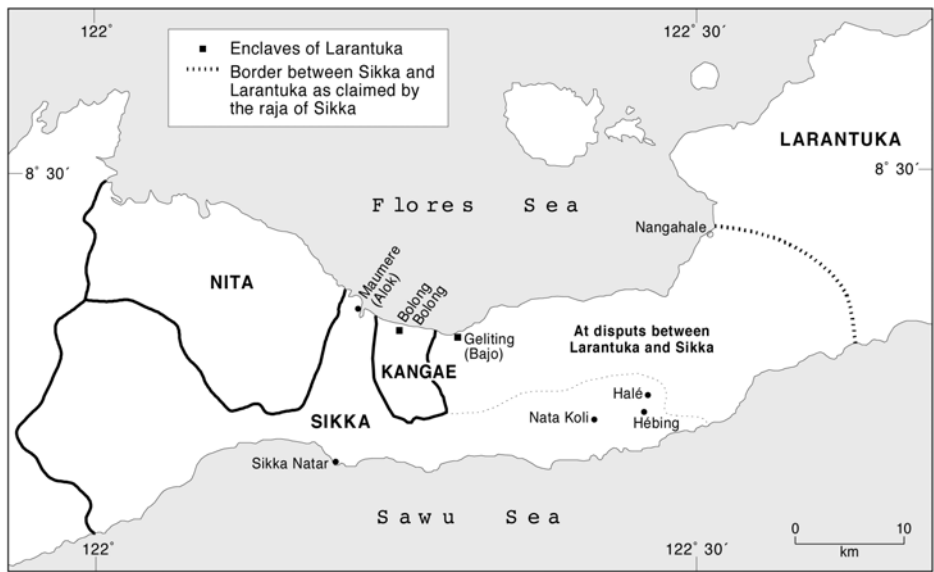 122°
122° 30´
Enclaves of Larantuka
Border between Sikka and
Larantuka as claimed by
the raja of Sikka
LARANTUKA
8° 30´
8° 30´
Flores Sea
Nangahale
NITA
Maumere
(Alok)
Bolong
Bolong
Geliting
(Bajo)
At disputs between
Larantuka and Sikka
KANGAE
Halé
SIKKA
Nata Koli
Hébing
Sikka Natar
Sawu Sea
0 10
km
122°
122° 30´